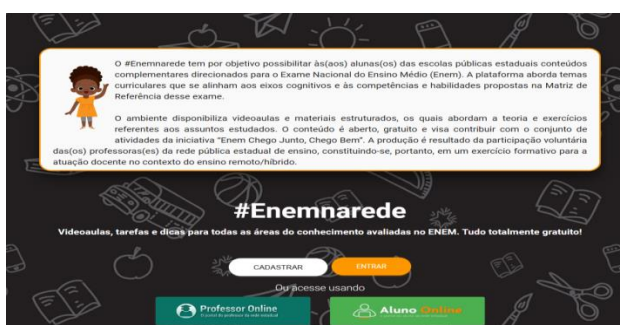 O #Enemnarede tem por objetivo possibilitar às(aos) alunas(os) das escolas públicas estaduais conteúdos
complementares direcionados para o Exame Nacional do Ensino Médio (Enem). A plataforma aborda temas
curriculares que se alinham aos eixos cognitivos e às competências e habilidades propostas na Matriz de
Referência desse exame.
O ambiente disponibiliza videoaulas e materiais estruturados, os quais abordam a teoria e exercícios
referentes aos assuntos estudados. O conteúdo é aberto, gratuito e visa contribuir com o conjunto de
atividades da iniciativa “Enem Chego Junto, Chego Bem”. A produção é resultado da participação voluntária
das(os) professoras(es) da rede pública estadual de ensino, constituindo-se, portanto, em um exercício formativo para a
atuação docente no contexto do ensino remoto/híbrido.
#Enemnarede
Videoaulas, tarefas e dicas para todas as áreas do conhecimento avaliadas no ENEM. Tudo totalmente gratuito!
CADASTRAR ENTRAR
Ou acesse usando
Professor Online Aluno Online